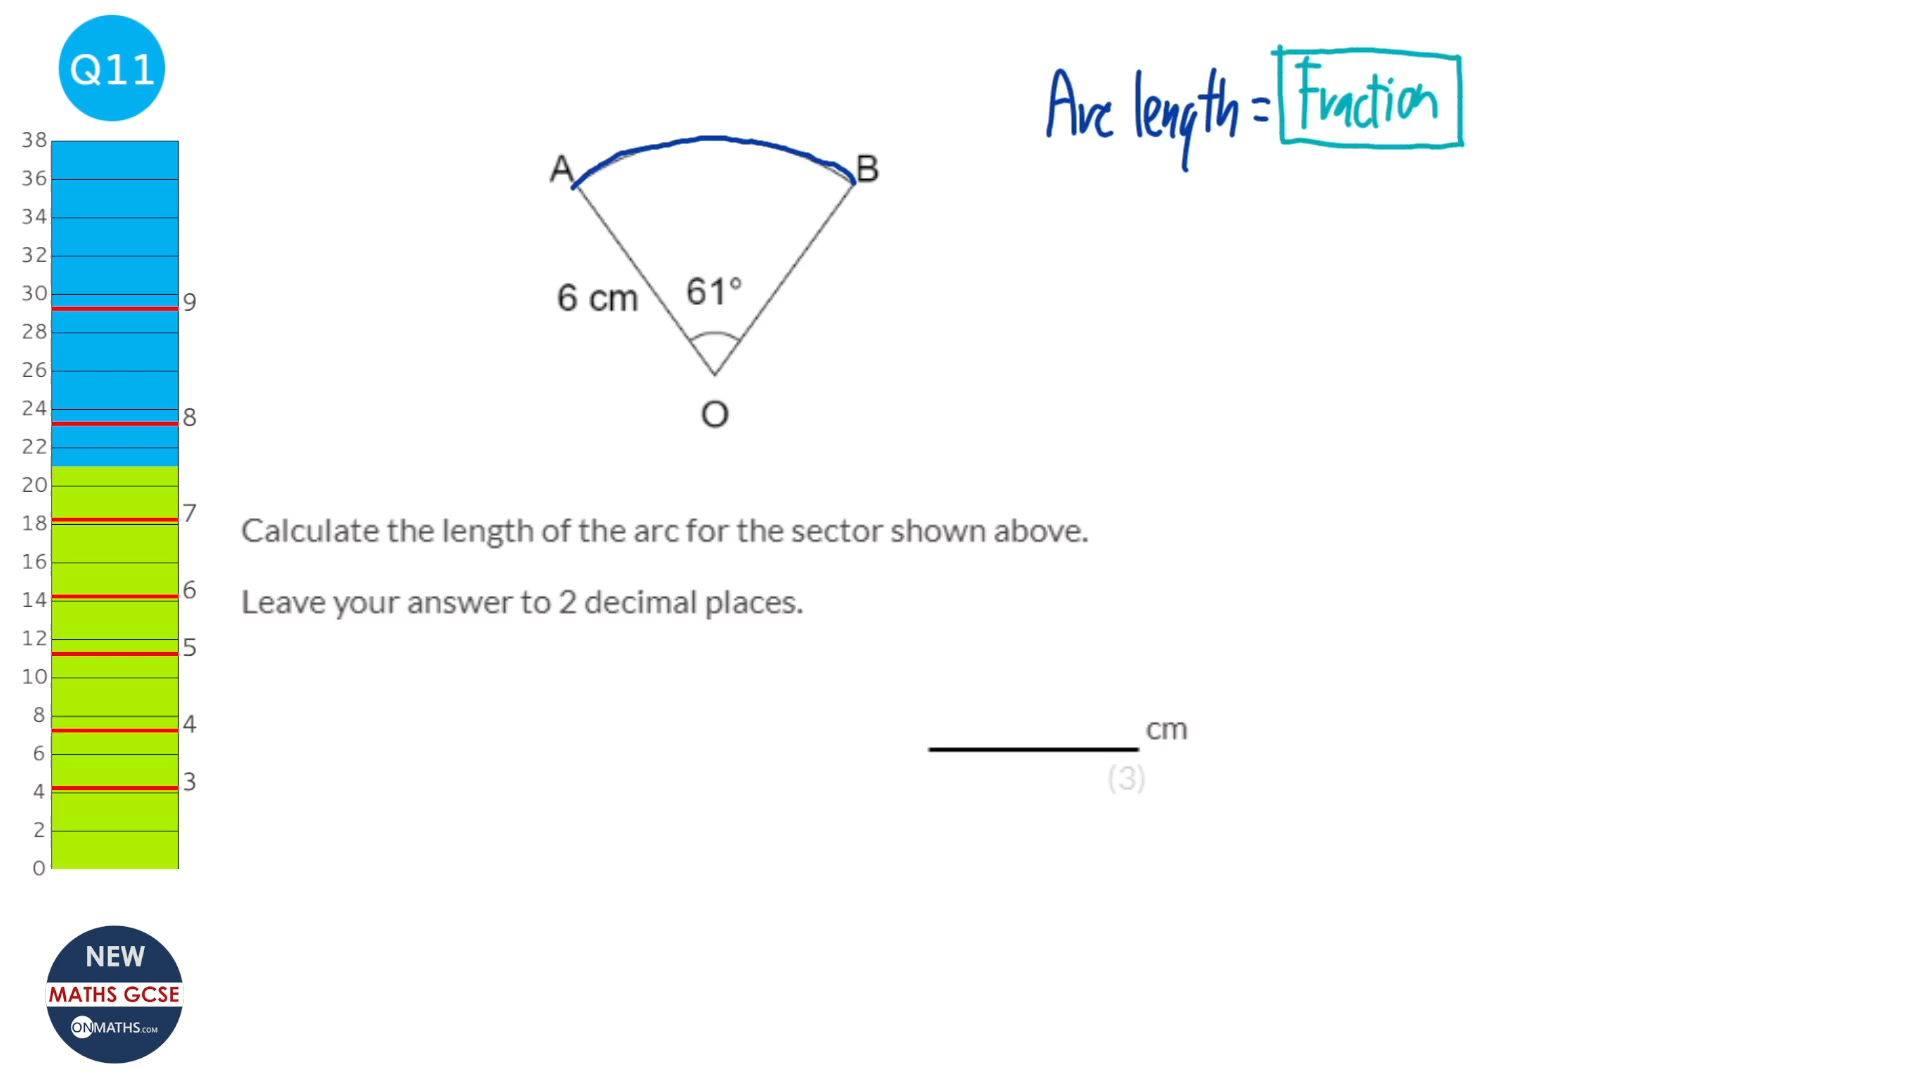 Q11
Arc length = Fraction
38
36
34
32
30
28
26
24
22
20
18
16
14
12
10
8
6
4
2
0
9
8
7
6
5
4
3
A
B
6 cm
61°
O
Calculate the length of the arc for the sector shown above.
Leave your answer to 2 decimal places.
cm
(3)
NEW
MATHS GCSE
ONMATHS.COM